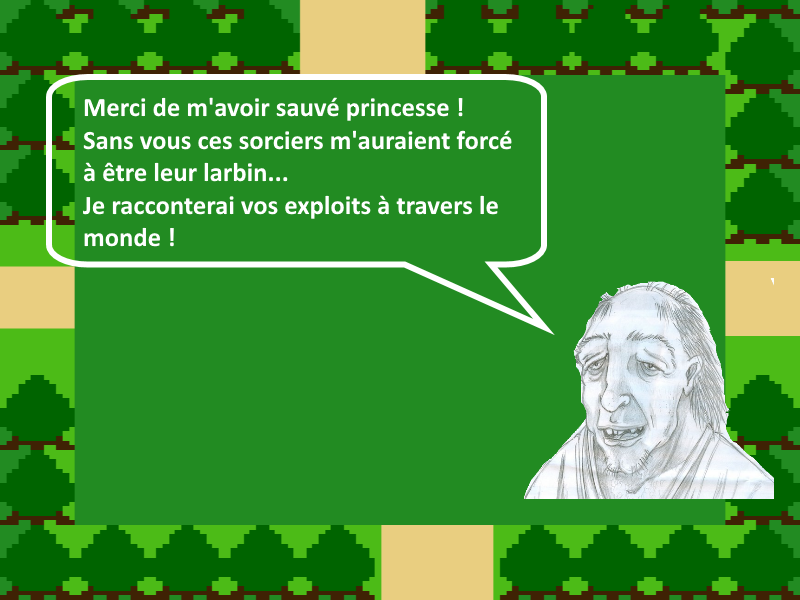 Merci de m'avoir sauvé princesse !
Sans vous ces sorciers m'auraient forcé
à être leur larbin...
Je racconterai vos exploits à travers le
monde !